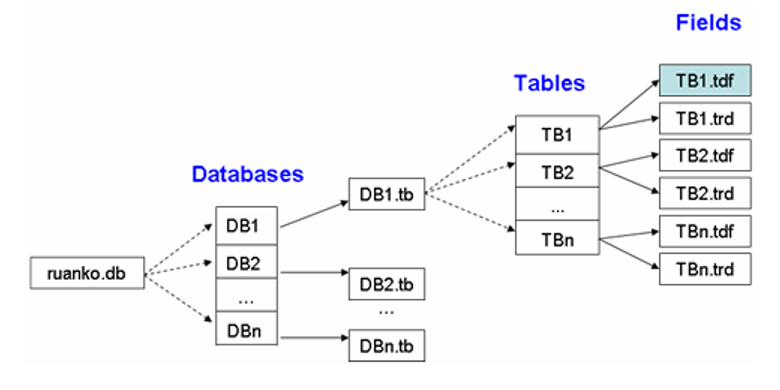 Fields
Tables
Databases
ruanko.db
DB1
DB2
...
DBn
DB1.tb
DB2.tb
...
DBn.tb
TB1
TB2
...
TBn
TB1.tdf
TB1.trd
TB2.tdf
TB2.trd
TBn.tdf
TBn.trd